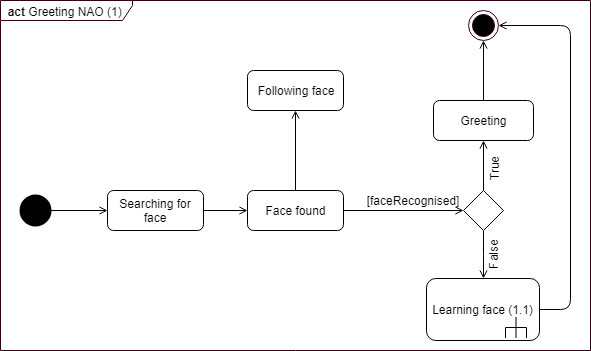 act Greeting NAO (1)
Following face
Greeting
True
Searching for
face
Face found
[faceRecognised]
False
Learning face (1.1)